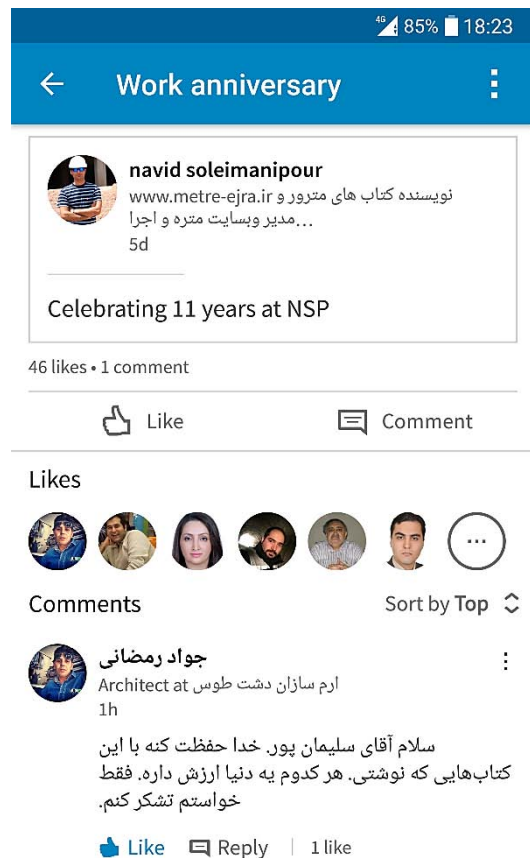 4G 85% 18:23
Work anniversary
navid soleimanipour
نویسنده کتاب های مترور و www.metre-ejra.ir
مدیر وبسایت متره و اجرا...
5d
Celebrating 11 years at NSP
46 likes • 1 comment
Like Comment
Likes
...
Comments Sort by Top
جواد رمضانی
Architect at ارم سازان دشت طوس
1h
سلام آقای سلیمان پور. خدا حفظت کنه با این
کتاب‌هایی که نوشتی. هر کدوم یه دنیا ارزش داره. فقط
خواستم تشکر کنم.
Like Reply | 1 like